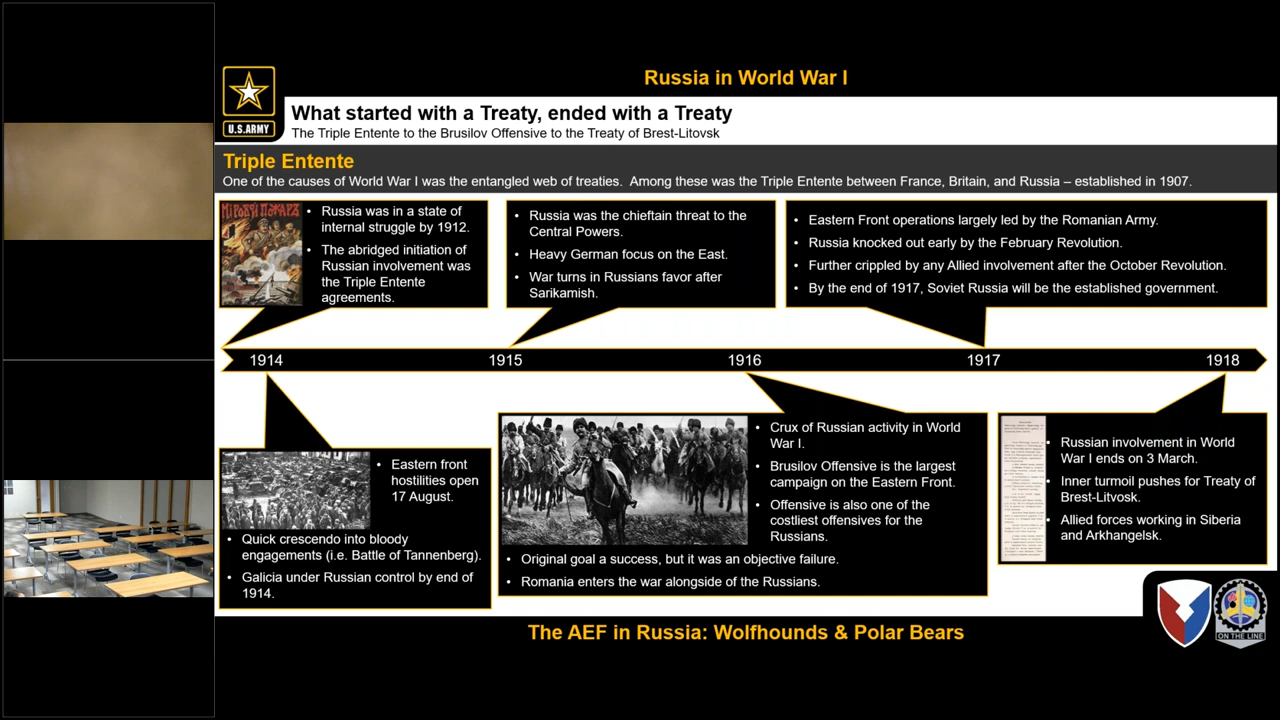 Russia in World War I
U.S.ARMY
What started with a Treaty, ended with a Treaty
The Triple Entente to the Brusilov Offensive to the Treaty of Brest-Litovsk
Triple Entente
One of the causes of World War I was the entangled web of treaties. Among these was the Triple Entente between France, Britain, and Russia – established in 1907.
Russia was in a state of
internal struggle by 1912.
The abridged initiation of
Russian involvement was
the Triple Entente
agreements.
• Russia was the chieftain threat to the
Central Powers.
• Heavy German focus on the East.
• War turns in Russians favor after
Sarikamish.
• Eastern Front operations largely led by the Romanian Army.
• Russia knocked out early by the February Revolution.
• Further crippled by any Allied involvement after the October Revolution.
• By the end of 1917, Soviet Russia will be the established government.
1914 1915 1916 1917 1918
• Eastern front
hostilities open
17 August.
• Quick crescendo into bloody
engagements (i.e. Battle of Tannenberg).
• Galicia under Russian control by end of
1914.
• Crux of Russian activity in World
War I.
Brusilov Offensive is the largest
campaign on the Eastern Front.
• Offensive is also one of the
costliest offensives for the
Russians.
• Original goal a success, but it was an objective failure.
• Romania enters the war alongside of the Russians.
• Russian involvement in World
War I ends on 3 March.
• Inner turmoil pushes for Treaty of
Brest-Litvosk.
• Allied forces working in Siberia
and Arkhangelsk.
The AEF in Russia: Wolfhounds & Polar Bears
ON THE LINE